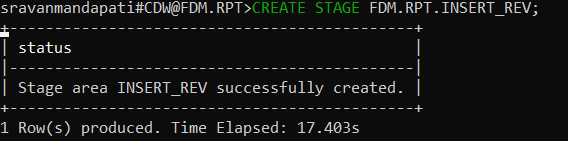 sravanmandapati#CDW@FDM.RPT>CREATE STAGE FDM.RPT.INSERT_REV;
+-------------------------------------------+
| status                                    |
|-------------------------------------------|
| Stage area INSERT_REV successfully created. |
+-------------------------------------------+
1 Row(s) produced. Time Elapsed: 17.403s